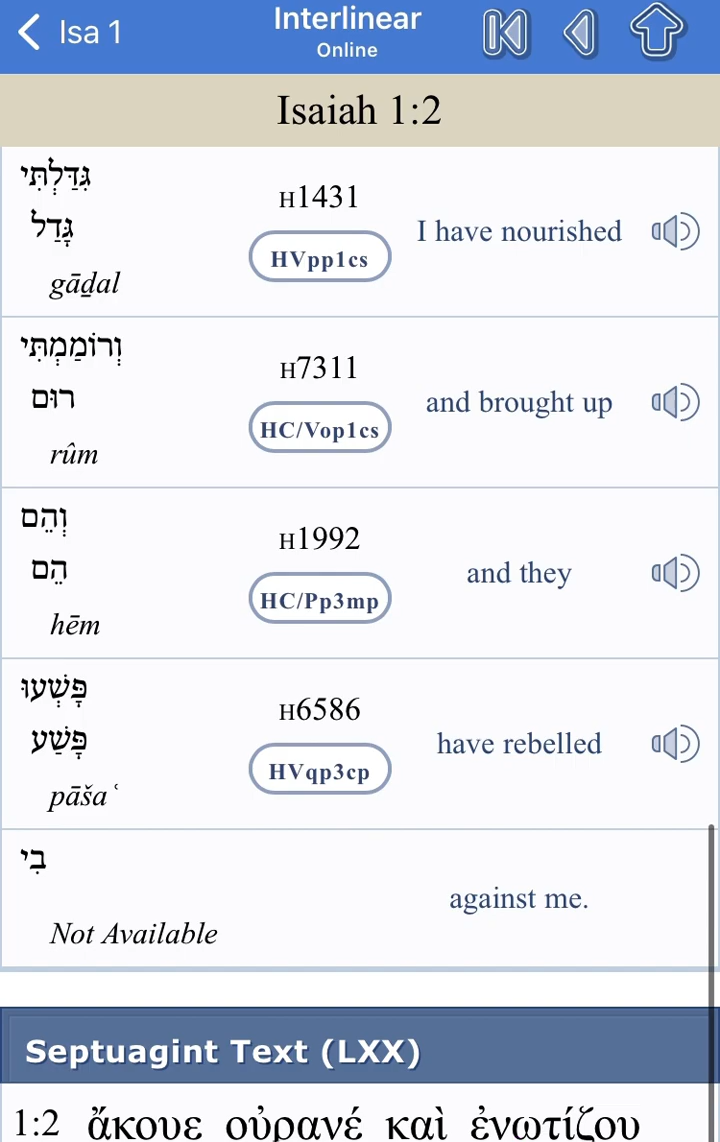 Isa 1
Interlinear
Online
Isaiah 1:2
גִּדַּלְתִּי
H1431
גָּדַל
HVpp1cs
I have nourished
gāḏal
וְרוֹמַמְתִּי
H7311
רוּם
HC/Vop1cs
and brought up
rûm
וְהֵם
H1992
הֵם
HC/Pp3mp
and they
hēm
פָּשְׁעוּ
H6586
פָּשַׁע
HVqp3cp
have rebelled
pāšaʿ
בִי
against me.
Not Available
Septuagint Text (LXX)
1:2 ἄκουε οὐρανέ καὶ ἐνωτίζου